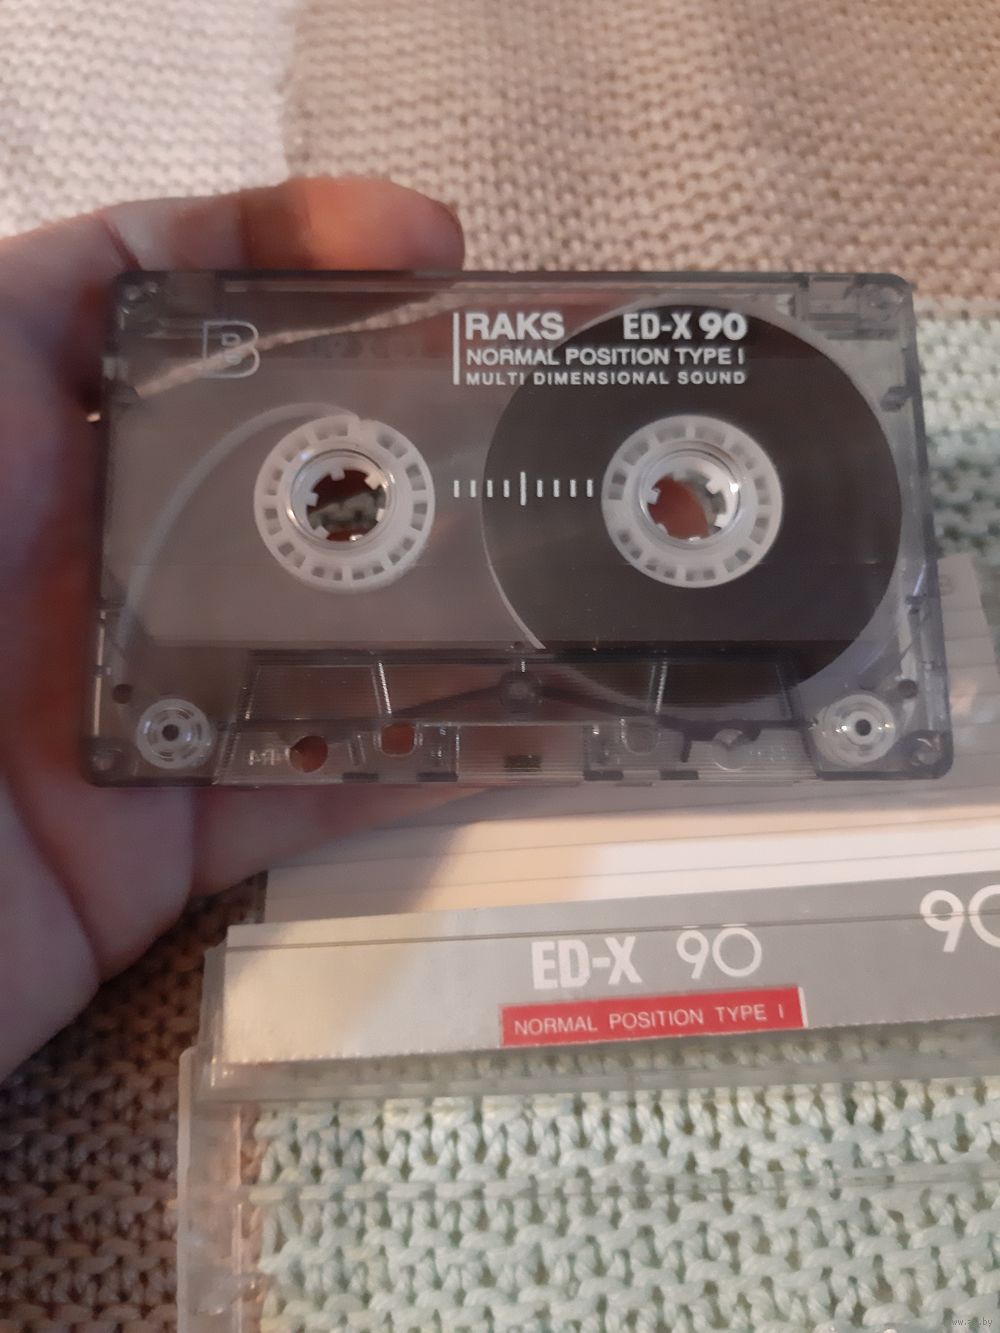 B
RAKS ED-X 90
NORMAL POSITION TYPE I
MULTI DIMENSIONAL SOUND
ED-X 90
90
NORMAL POSITION TYPE I